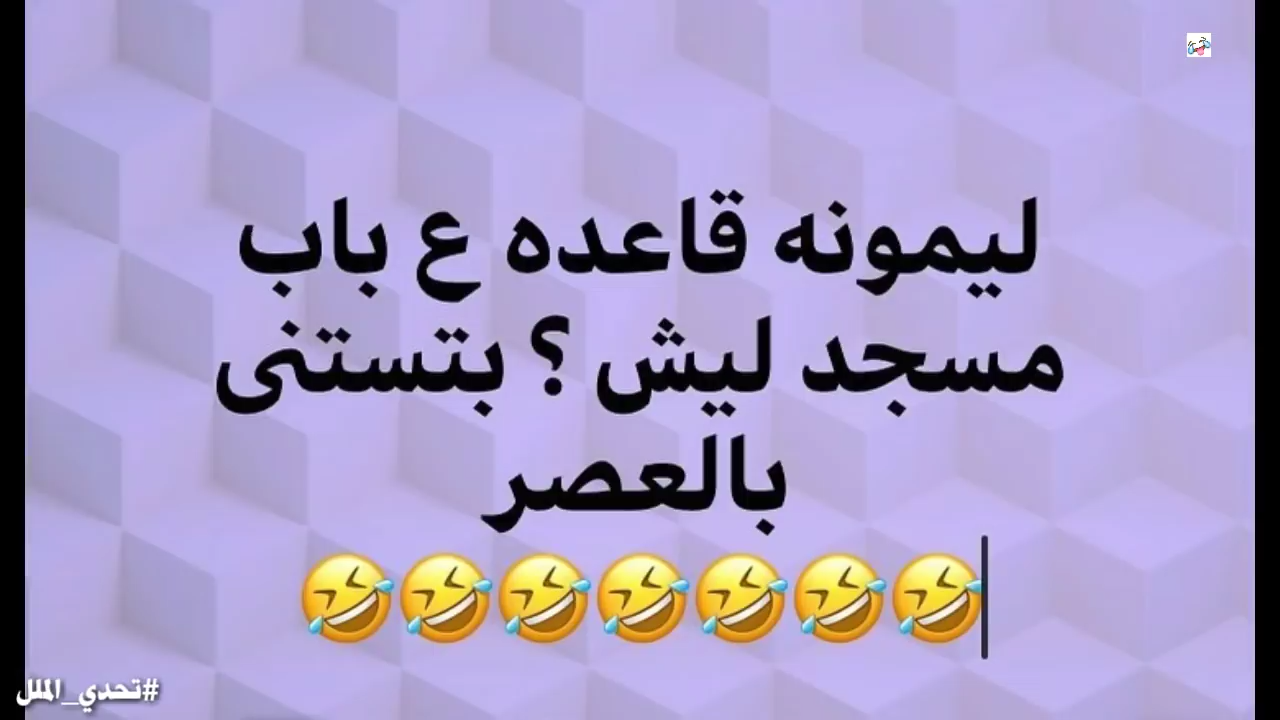 ليمونه قاعده ع باب
مسجد ليش ؟ بتستنى
بالعصر
🤣🤣🤣🤣🤣🤣🤣
#تحدي_الملل